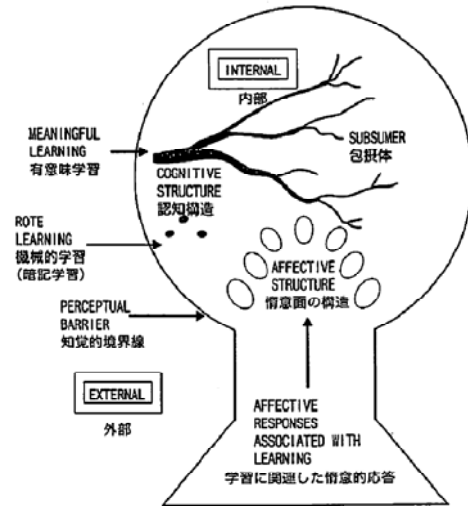 INTERNAL
内部
MEANINGFUL
LEARNING
有意味学習
SUBSUMER
包摂体
COGNITIVE
STRUCTURE
認知構造
ROTE
LEARNING
機械的学習
(暗記学習)
AFFECTIVE
STRUCTURE
情意面の構造
PERCEPTUAL
BARRIER
知覚的境界線
EXTERNAL
外部
AFFECTIVE
RESPONSES
ASSOCIATED WITH
LEARNING
学習に関連した情意的応答